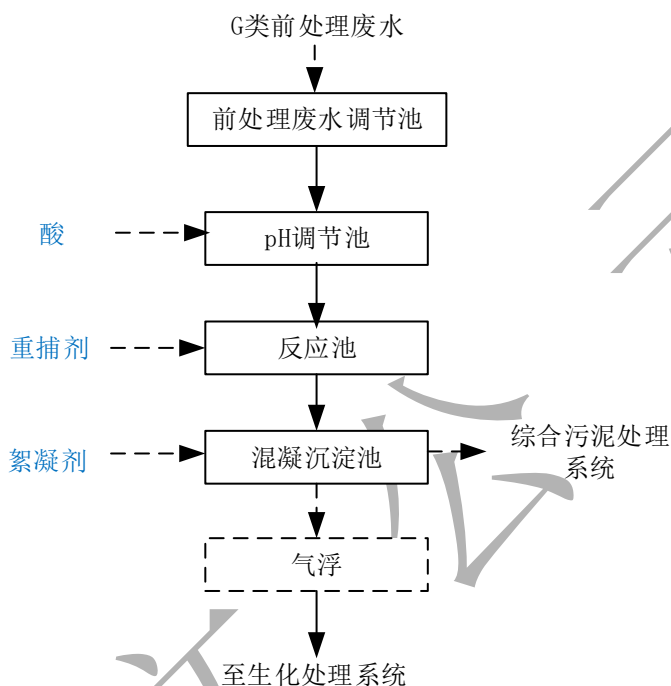 G类前处理废水
前处理废水调节池
酸
pH调节池
重捕剂
反应池
絮凝剂
混凝沉淀池
综合污泥处理
系统
气浮
至生化处理系统